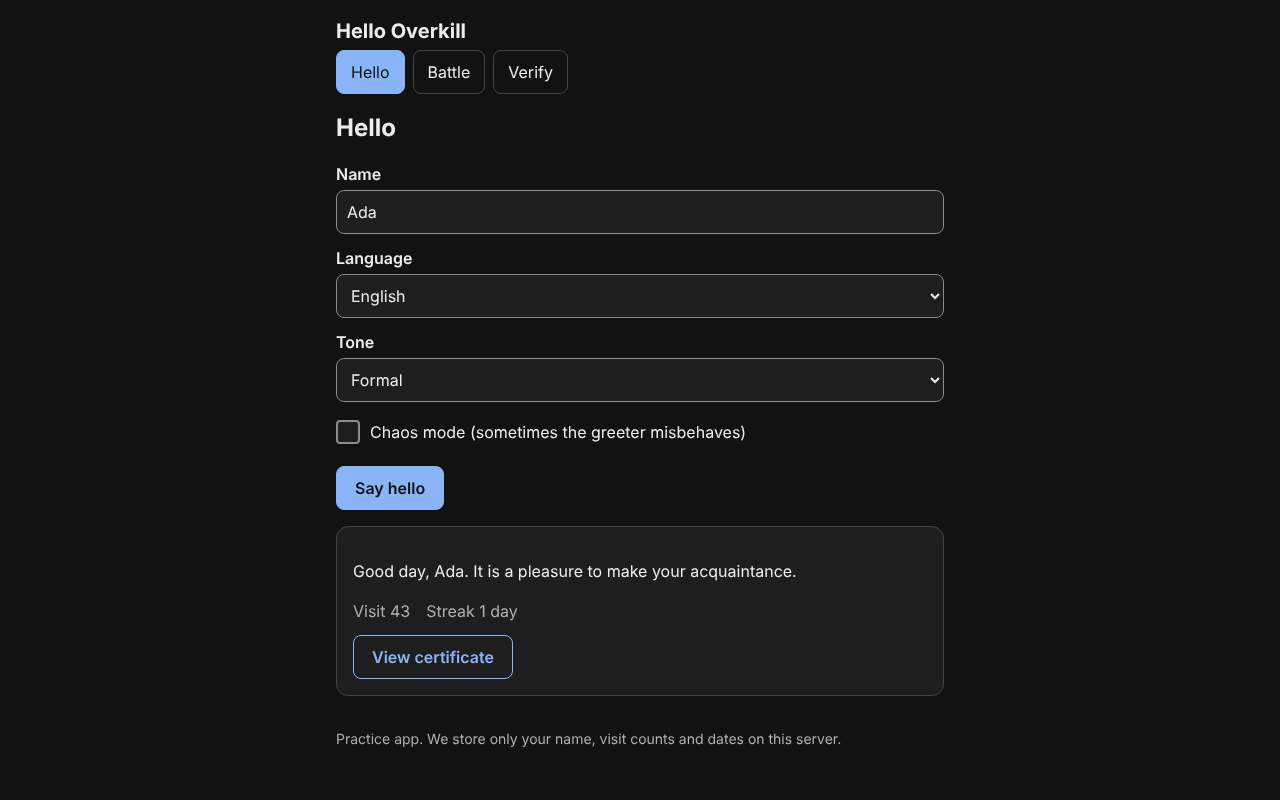 Hello Overkill
Hello Battle Verify
Hello
Name
Ada
Language
English
Tone
Formal
Chaos mode (sometimes the greeter misbehaves)
Say hello
Good day, Ada. It is a pleasure to make your acquaintance.
Visit 43 Streak 1 day
View certificate
Practice app. We store only your name, visit counts and dates on this server.